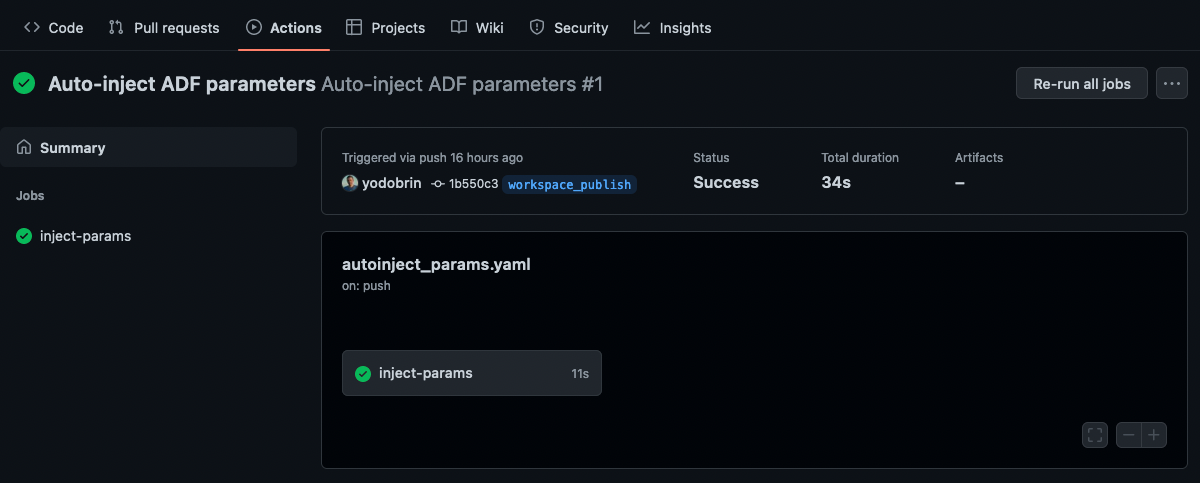 Code Pull requests Actions Projects Wiki Security Insights
Auto-inject ADF parameters Auto-inject ADF parameters #1
Re-run all jobs
Summary
Jobs
inject-params
Triggered via push 16 hours ago
yodobrin 1b550c3 workspace_publish
Status
Success
Total duration
34s
Artifacts
–
autoinject_params.yaml
on: push
inject-params 11s